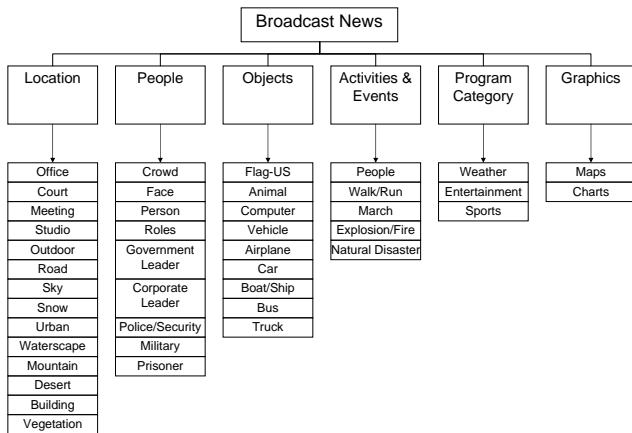 Broadcast News
Location
People
Objects
Activities &
Events
Program
Category
Graphics
Office
Court
Meeting
Studio
Outdoor
Road
Sky
Snow
Urban
Waterscape
Mountain
Desert
Building
Vegetation
Crowd
Face
Person
Roles
Government
Leader
Corporate
Leader
Police/Security
Military
Prisoner
Flag-US
Animal
Computer
Vehicle
Airplane
Car
Boat/Ship
Bus
Truck
People
Walk/Run
March
Explosion/Fire
Natural Disaster
Weather
Entertainment
Sports
Maps
Charts